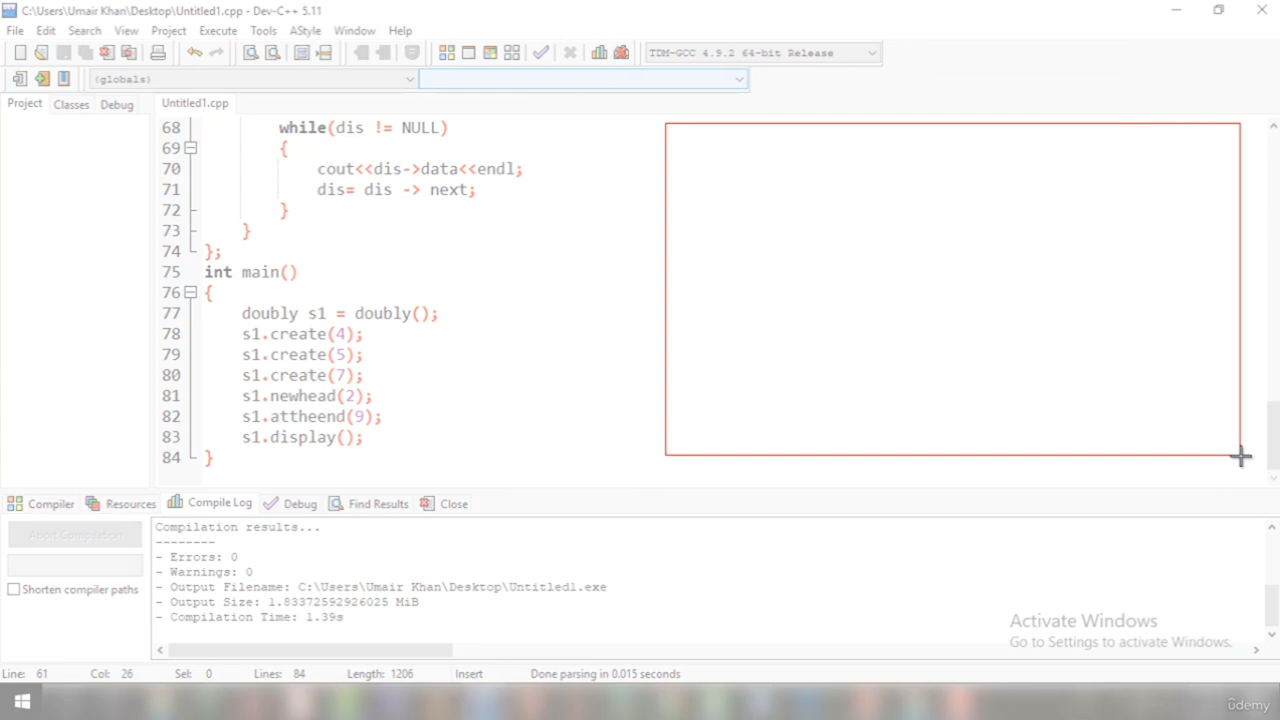 C:\Users\Umair Khan\Desktop\Untitled1.cpp - Dev-C++ 5.11
File Edit Search View Project Execute Tools AStyle Window Help
TDM-GCC 4.9.2 64-bit Release
(globals)
Project Classes Debug Untitled1.cpp
68 while(dis != NULL)
69 {
70 cout<<dis->data<<endl;
71 dis= dis -> next;
72 }
73 }
74 };
75 int main()
76 {
77 doubly s1 = doubly();
78 s1.create(4);
79 s1.create(5);
80 s1.create(7);
81 s1.newhead(2);
82 s1.attheend(9);
83 s1.display();
84 }
Compiler Resources Compile Log Debug Find Results Close
Abort Compilation
Shorten compiler paths
Compilation results...
--------
- Errors: 0
- Warnings: 0
- Output Filename: C:\Users\Umair Khan\Desktop\Untitled1.exe
- Output Size: 1.83372592926025 MiB
- Compilation Time: 1.39s
Activate Windows
Go to Settings to activate Windows.
Line: 61 Col: 26 Sel: 0 Lines: 84 Length: 1206 Insert Done parsing in 0.015 seconds
ûdemy